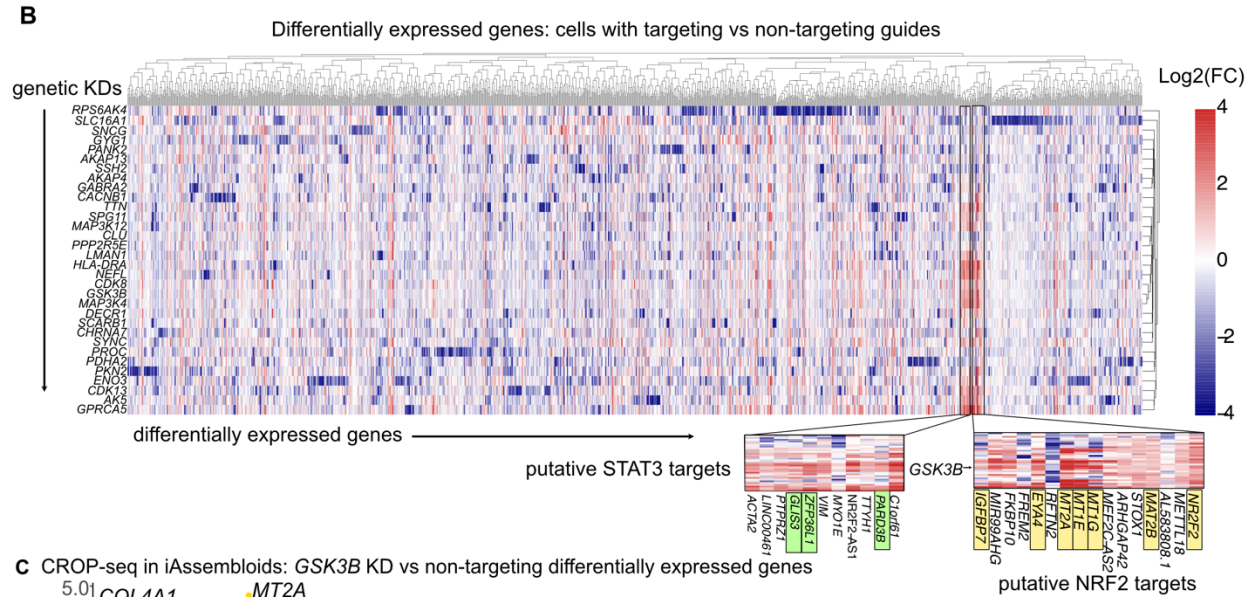 B
Differentially expressed genes: cells with targeting vs non-targeting guides
genetic KDs
Log2(FC)
RPS6AK4
SLC16A1
SNCG
GYG1
PANK2
AKAP13
SSH2
AKAP4
GABRA2
CACNB1
TTN
SPG11
MAP3K12
CLU
PPP2R5E
LMAN1
HLA-DRA
NEFL
CDK8
GSK3B
MAP3K4
DECR1
SCARB1
CHRNA7
SYNC
PROC
PDHA2
PKN2
ENO3
CDK13
AK5
GPRCA5
4
2
0
-2
-4
differentially expressed genes
putative STAT3 targets
GSK3B
ACTA2
LINC00461
PTPRZ1
GLIS3
ZFP36L1
VIM
MYO1E
NR2F2-AS1
TTYH1
PARD3B
C1orf61
IGFBP7
MIR99AHG
FKBP10
FREM2
EYA4
RFTN2
MT2A
MT1E
MT1G
MEF2C-AS2
ARHGAP42
STOX1
MAT2B
AL583808.1
METTL18
NR2F2
putative NRF2 targets
C CROP-seq in iAssembloids: GSK3B KD vs non-targeting differentially expressed genes
5.0
COL4A1
MT2A